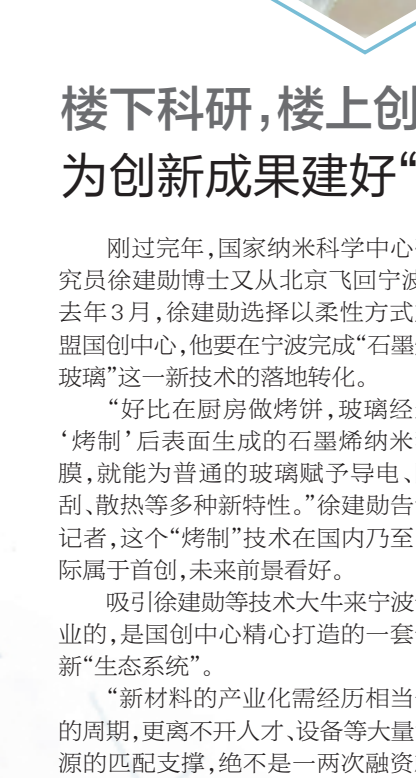 楼下科研，楼上创
为创新成果建好“
刚过完年，国家纳米科学中心
究员徐建勋博士又从北京飞回宁波
去年3月，徐建勋选择以柔性方式
盟国创中心，他要在宁波完成“石墨
玻璃”这一新技术的落地转化。
“好比在厨房做烤饼，玻璃经
‘烤制’后表面生成的石墨烯纳米
膜，就能为普通的玻璃赋予导电、
刮、散热等多种新特性。”徐建勋告
记者，这个“烤制”技术在国内乃至
际属于首创，未来前景看好。
吸引徐建勋等技术大牛来宁波
业的，是国创中心精心打造的一套
新“生态系统”。
“新材料的产业化需经历相当
的周期，更离不开人才、设备等大量
源的匹配支撑，绝不是一两次融资